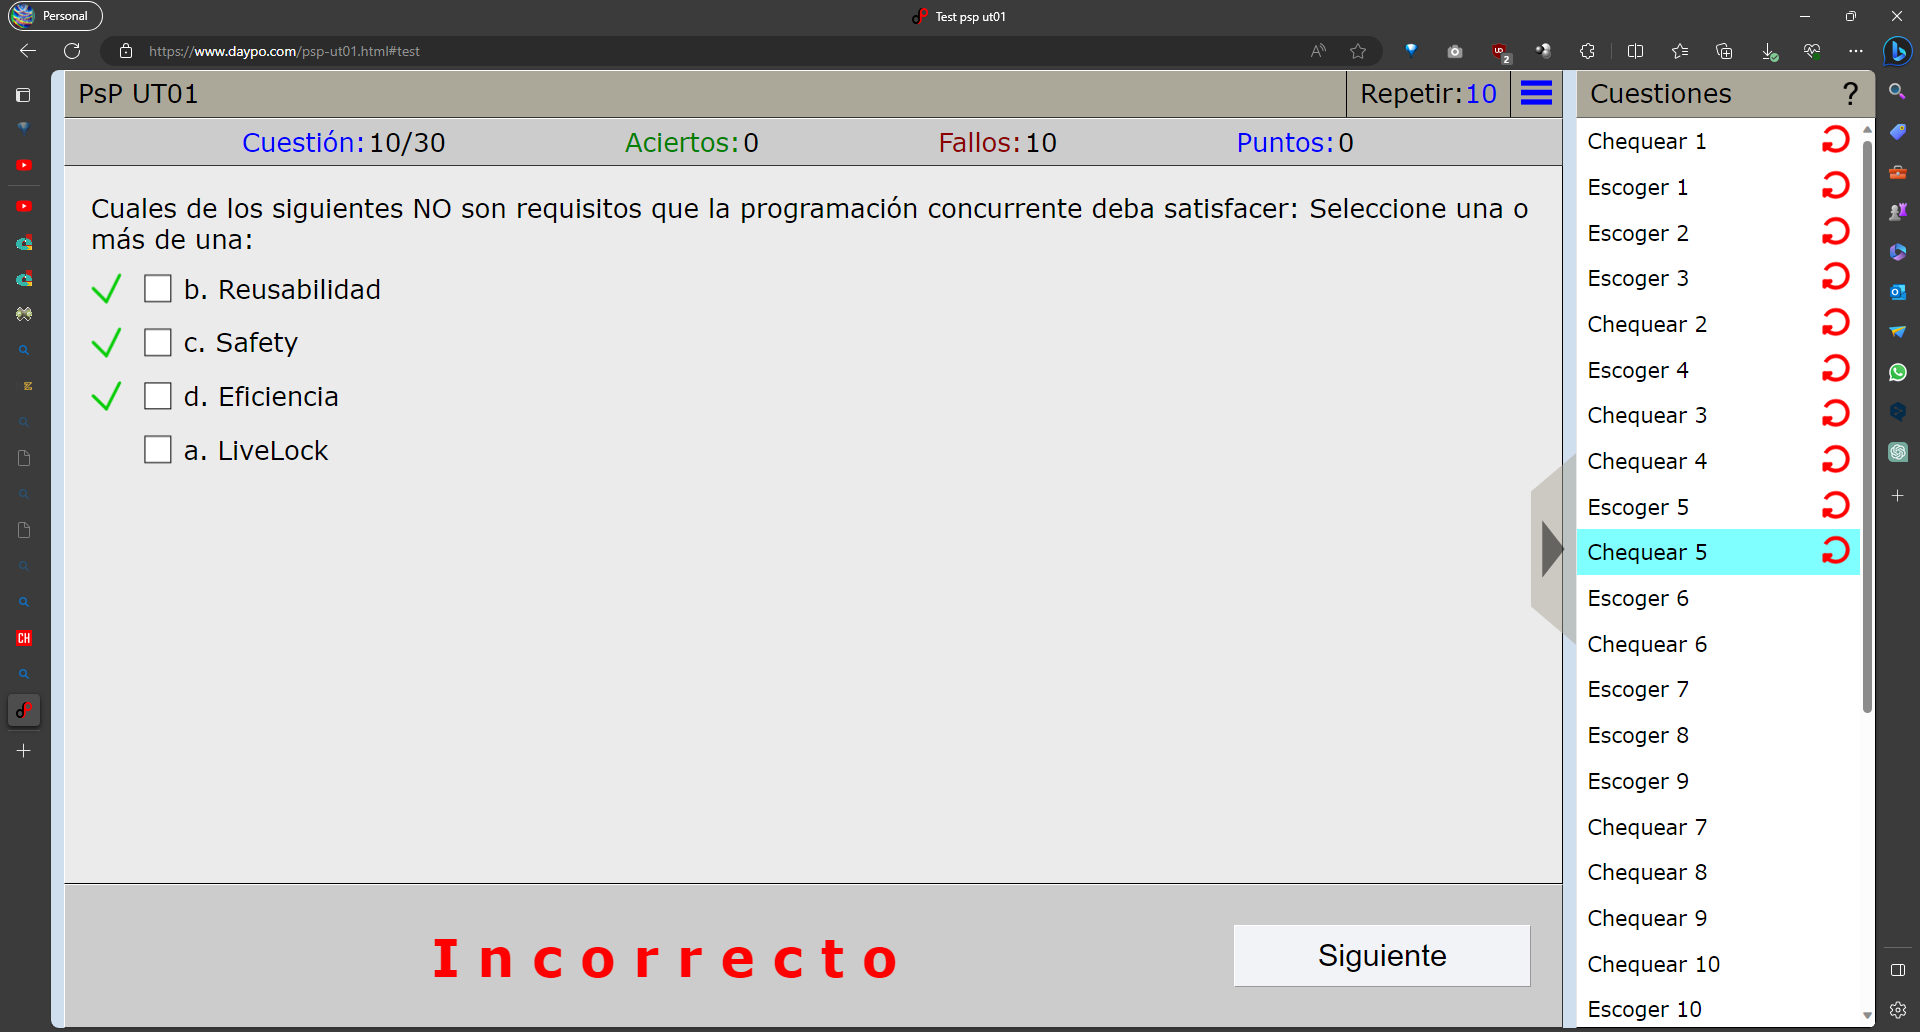 Personal
Test psp ut01
https://www.daypo.com/psp-ut01.html#test
2
PsP UT01
Repetir:10
Cuestiones
?
Cuestión:10/30
Aciertos:0
Fallos:10
Puntos:0
Cuales de los siguientes NO son requisitos que la programación concurrente deba satisfacer: Seleccione una o
más de una:
b. Reusabilidad
c. Safety
d. Eficiencia
a. LiveLock
Incorrecto
Siguiente
Chequear 1
Escoger 1
Escoger 2
Escoger 3
Chequear 2
Escoger 4
Chequear 3
Chequear 4
Escoger 5
Chequear 5
Escoger 6
Chequear 6
Escoger 7
Escoger 8
Escoger 9
Chequear 7
Chequear 8
Chequear 9
Chequear 10
Escoger 10
CH